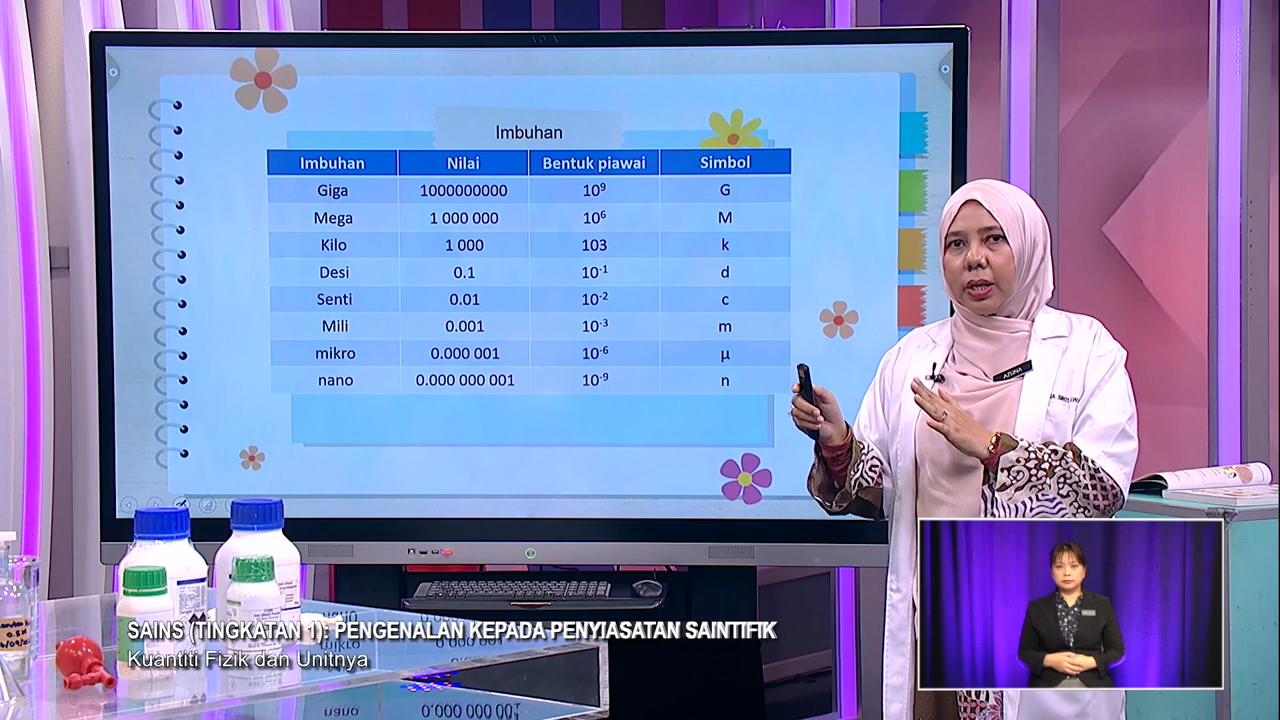 Imbuhan
Imbuhan Nilai Bentuk piawai Simbol
Giga 1000000000 10⁹ G
Mega 1 000 000 10⁶ M
Kilo 1 000 103 k
Desi 0.1 10⁻¹ d
Senti 0.01 10⁻² c
Mili 0.001 10⁻³ m
mikro 0.000 001 10⁻⁶ µ
nano 0.000 000 001 10⁻⁹ n
AZLINA
SAINS (TINGKATAN 1): PENGENALAN KEPADA PENYIASATAN SAINTIFIK
Kuantiti Fizik dan Unitnya